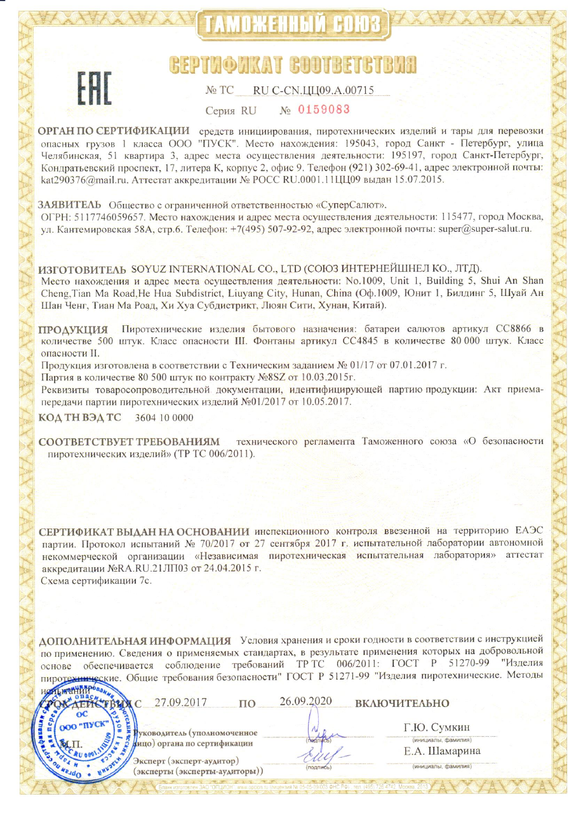 ТАМОЖЕННЫЙ СОЮЗ
СЕРТИФИКАТ СООТВЕТСТВИЯ
ЕАС
№ ТС RU С-CN.ЦЦ09.А.00715
Серия RU № 0159083
ОРГАН ПО СЕРТИФИКАЦИИ средств инициирования, пиротехнических изделий и тары для перевозки
опасных грузов 1 класса ООО "ПУСК". Место нахождения: 195043, город Санкт - Петербург, улица
Челябинская, 51 квартира 3, адрес места осуществления деятельности: 195197, город Санкт-Петербург,
Кондратьевский проспект, 17, литера К, корпус 2, офис 9. Телефон (921) 302-69-41, адрес электронной почты:
kat290376@mail.ru. Аттестат аккредитации № РОСС RU.0001.11ЦЦ09 выдан 15.07.2015.
ЗАЯВИТЕЛЬ Общество с ограниченной ответственностью «СуперСалют».
ОГРН: 5117746059657. Место нахождения и адрес места осуществления деятельности: 115477, город Москва,
ул. Кантемировская 58А, стр.6. Телефон: +7(495) 507-92-92, адрес электронной почты: super@super-salut.ru.
ИЗГОТОВИТЕЛЬ SOYUZ INTERNATIONAL CO., LTD (СОЮЗ ИНТЕРНЕЙШНЕЛ КО., ЛТД).
Место нахождения и адрес места осуществления деятельности: No.1009, Unit 1, Building 5, Shui An Shan
Cheng,Tian Ma Road,He Hua Subdistrict, Liuyang City, Hunan, China (Оф.1009, Юнит 1, Билдинг 5, Шуай Ан
Шан Ченг, Тиан Ма Роад, Хи Хуа Субдистрикт, Люян Сити, Хунан, Китай).
ПРОДУКЦИЯ Пиротехнические изделия бытового назначения: батареи салютов артикул СС8866 в
количестве 500 штук. Класс опасности III. Фонтаны артикул СС4845 в количестве 80 000 штук. Класс
опасности II.
Продукция изготовлена в соответствии с Техническим заданием № 01/17 от 07.01.2017 г.
Партия в количестве 80 500 штук по контракту №8SZ от 10.03.2015г.
Реквизиты товаросопроводительной документации, идентифицирующей партию продукции: Акт приема-
передачи партии пиротехнических изделий №01/2017 от 10.05.2017.
КОД ТН ВЭД ТС 3604 10 0000
СООТВЕТСТВУЕТ ТРЕБОВАНИЯМ технического регламента Таможенного союза «О безопасности
пиротехнических изделий» (ТР ТС 006/2011).
СЕРТИФИКАТ ВЫДАН НА ОСНОВАНИИ инспекционного контроля ввезенной на территорию ЕАЭС
партии. Протокол испытаний № 70/2017 от 27 сентября 2017 г. испытательной лаборатории автономной
некоммерческой организации «Независимая пиротехническая испытательная лаборатория» аттестат
аккредитации №RA.RU.21ЛП03 от 24.04.2015 г.
Схема сертификации 7с.
ДОПОЛНИТЕЛЬНАЯ ИНФОРМАЦИЯ Условия хранения и сроки годности в соответствии с инструкцией
по применению. Сведения о применяемых стандартах, в результате применения которых на добровольной
основе обеспечивается соблюдение требований ТР ТС 006/2011: ГОСТ Р 51270-99 "Изделия
пиротехнические. Общие требования безопасности" ГОСТ Р 51271-99 "Изделия пиротехнические. Методы
испытаний"
СРОК ДЕЙСТВИЯ С 27.09.2017 ПО 26.09.2020 ВКЛЮЧИТЕЛЬНО
ОС
ООО "ПУСК"
М.П.
Руководитель (уполномоченное
лицо) органа по сертификации
(подпись)
Г.Ю. Сумкин
(инициалы, фамилия)
Эксперт (эксперт-аудитор)
(эксперты (эксперты-аудиторы))
(подпись)
Е.А. Шамарина
(инициалы, фамилия)